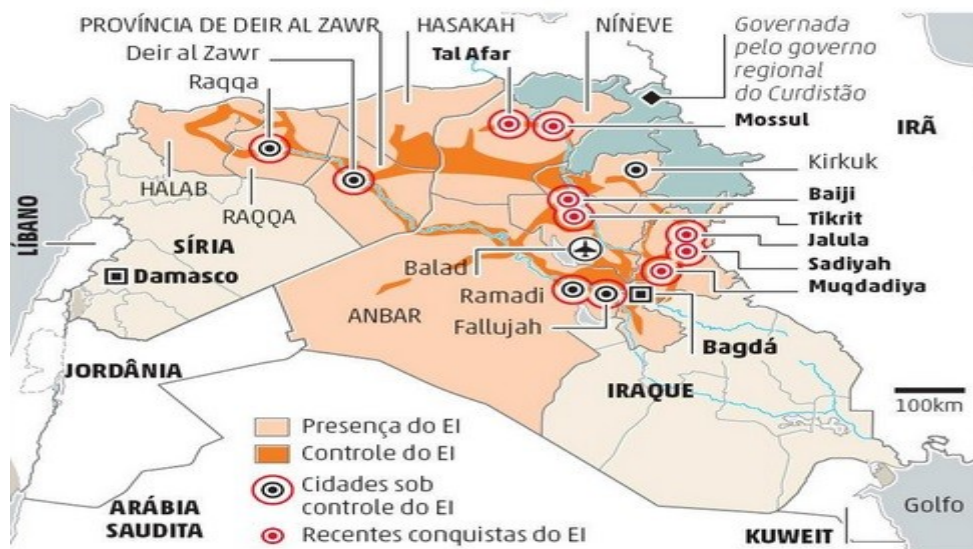 PROVÍNCIA DE DEIR AL ZAWR
HASAKAH
NÍNEVE
Deir al Zawr
Tal Afar
Raqqa
Governada
pelo governo
regional
do Curdistão
Mossul
IRÃ
Kirkuk
HALAB
RAQQA
Baiji
Tikrit
Jalula
Sadiyah
Muqdadiya
LÍBANO
SÍRIA
Damasco
Balad
Ramadi
Fallujah
ANBAR
Bagdá
JORDÂNIA
IRAQUE
100km
Presença do EI
Controle do EI
Cidades sob
controle do EI
Recentes conquistas do EI
ARÁBIA
SAUDITA
KUWEIT
Golfo